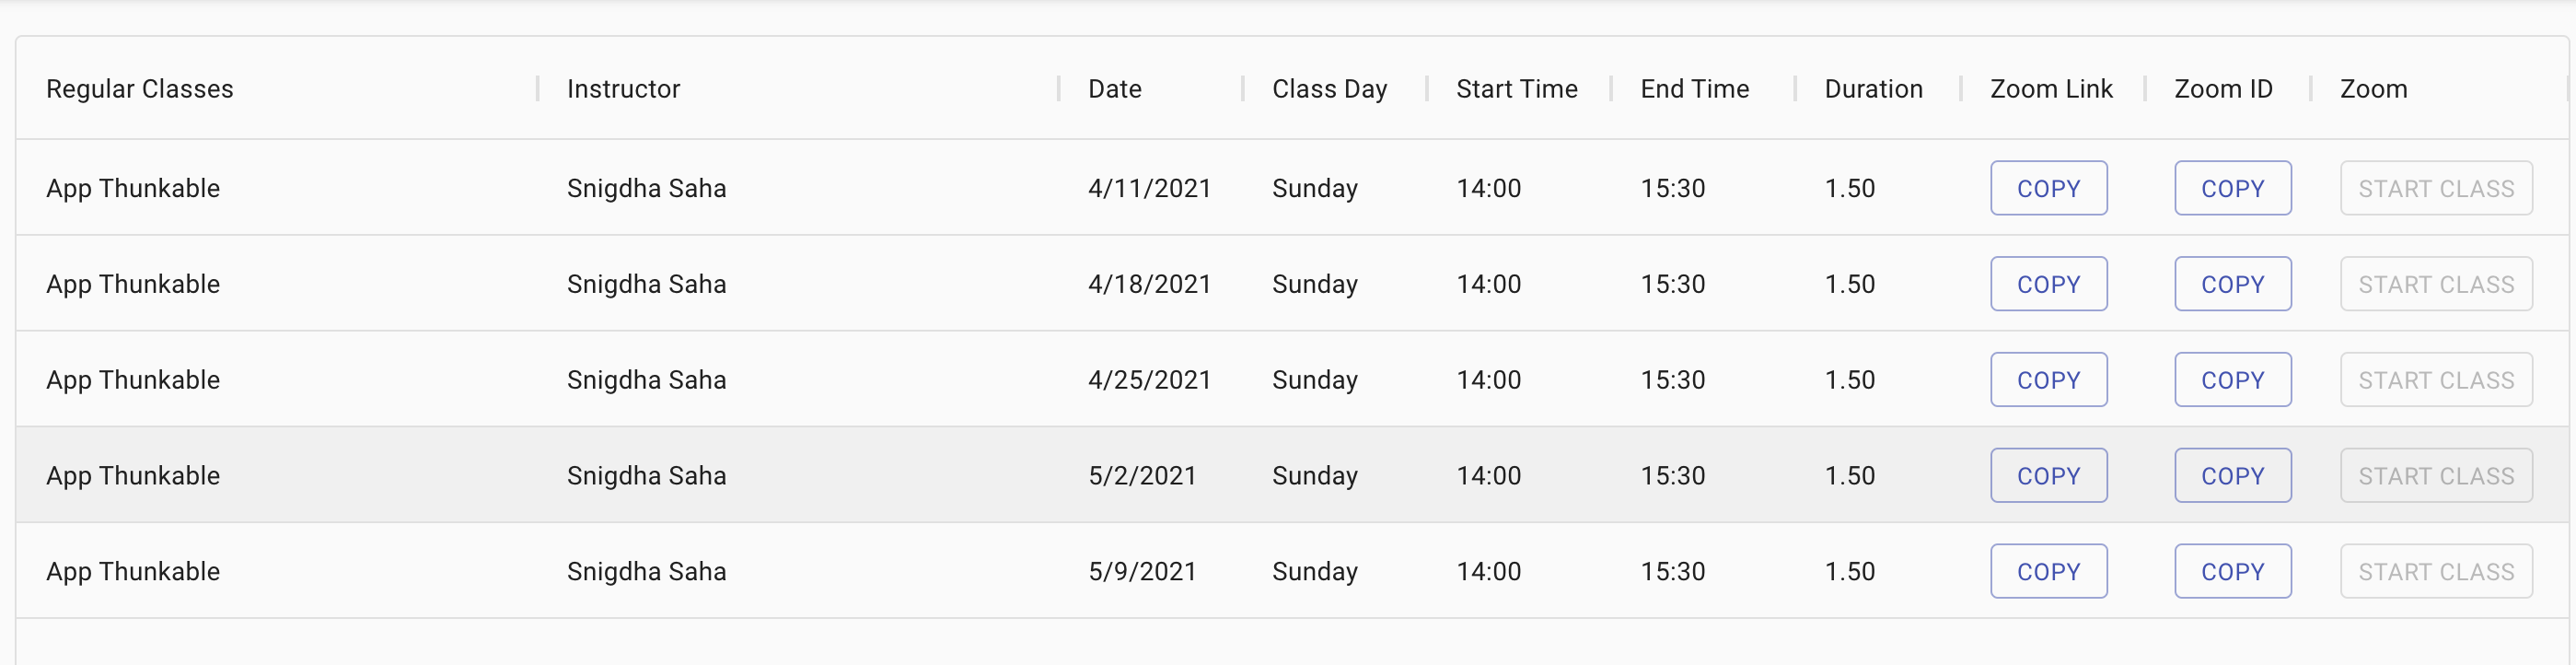 Regular Classes Instructor Date Class Day Start Time End Time Duration Zoom Link Zoom ID Zoom
App Thunkable Snigdha Saha 4/11/2021 Sunday 14:00 15:30 1.50 COPY COPY START CLASS
App Thunkable Snigdha Saha 4/18/2021 Sunday 14:00 15:30 1.50 COPY COPY START CLASS
App Thunkable Snigdha Saha 4/25/2021 Sunday 14:00 15:30 1.50 COPY COPY START CLASS
App Thunkable Snigdha Saha 5/2/2021 Sunday 14:00 15:30 1.50 COPY COPY START CLASS
App Thunkable Snigdha Saha 5/9/2021 Sunday 14:00 15:30 1.50 COPY COPY START CLASS